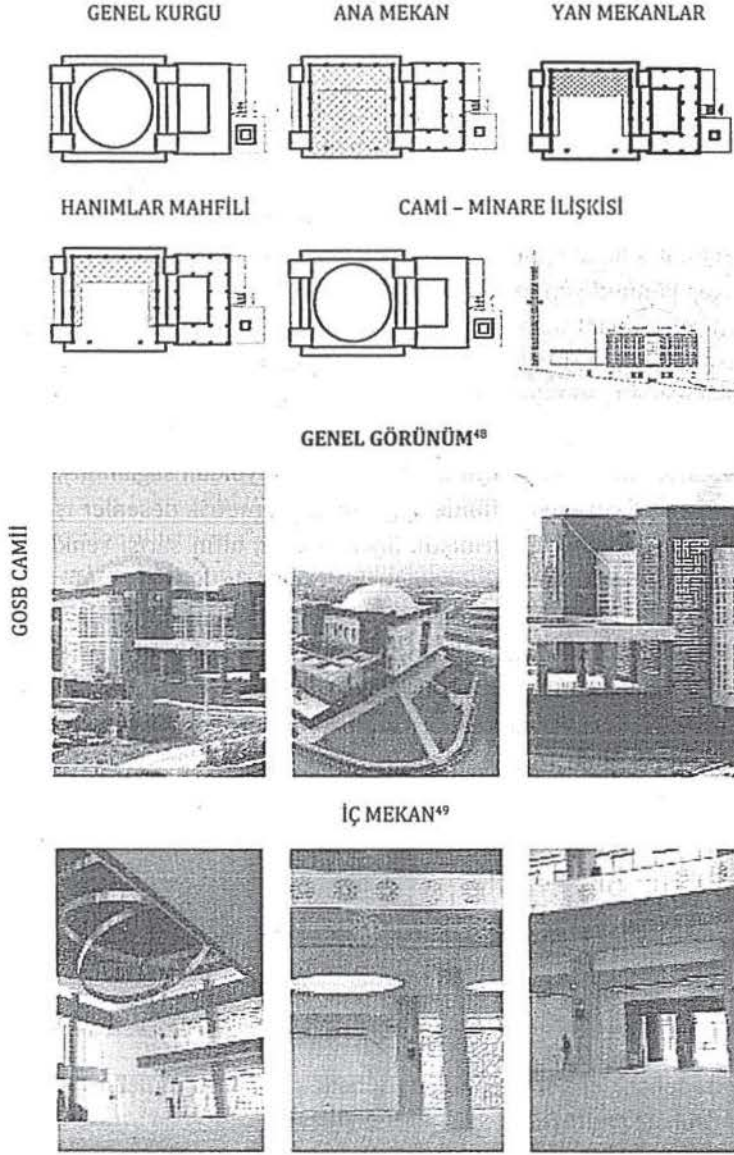 GENEL KURGU ANA MEKAN YAN MEKANLAR
HANIMLAR MAHFİLİ CAMİ – MİNARE İLİŞKİSİ
GENEL GÖRÜNÜM⁴⁸
GOSB CAMİİ
İÇ MEKAN⁴⁹